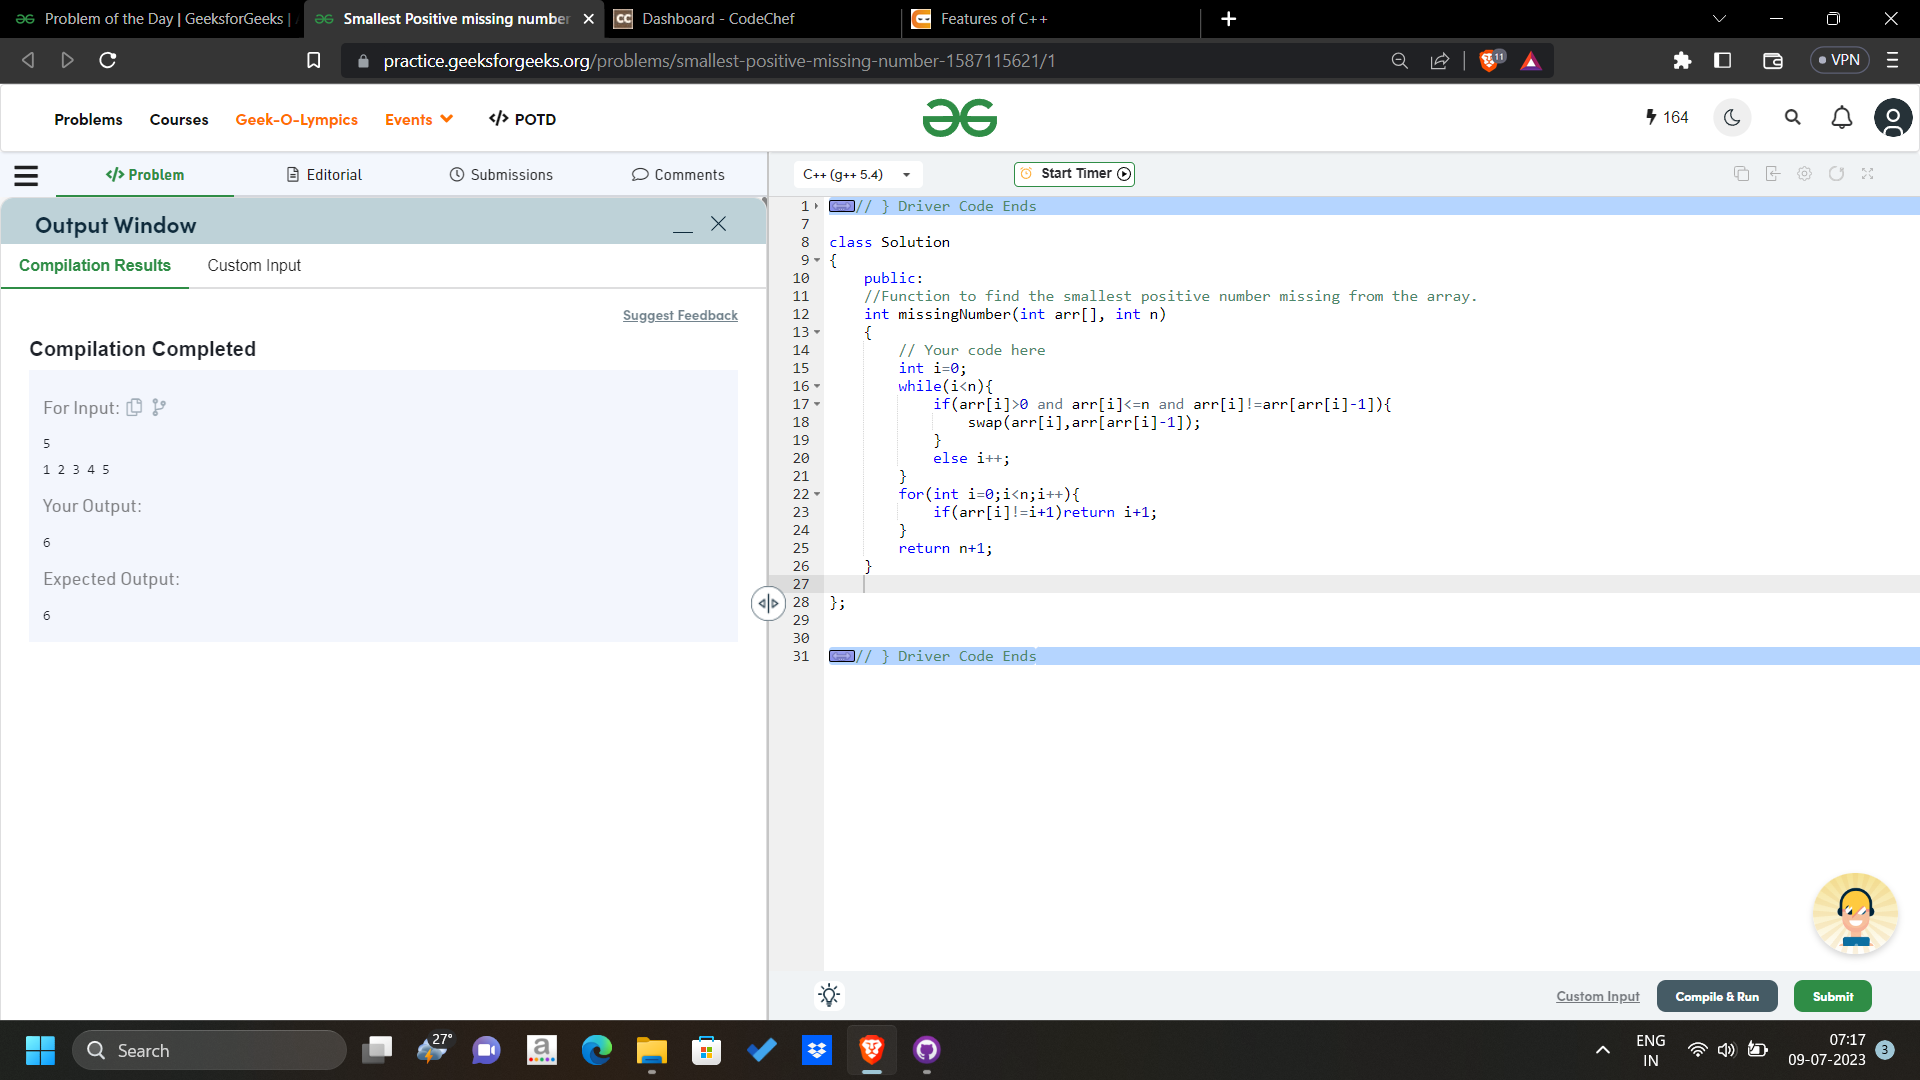 Problem of the Day | GeeksforGeeks |
Smallest Positive missing number
CC Dashboard - CodeChef
Features of C++
practice.geeksforgeeks.org/problems/smallest-positive-missing-number-1587115621/1
11
VPN
Problems
Courses
Geek-O-Lympics
Events
</> POTD
164
</> Problem
Editorial
Submissions
Comments
C++ (g++ 5.4)
Start Timer
Output Window
Compilation Results
Custom Input
Suggest Feedback
Compilation Completed
For Input:
5
1 2 3 4 5
Your Output:
6
Expected Output:
6
1 // } Driver Code Ends
7
8 class Solution
9 {
10 public:
11 //Function to find the smallest positive number missing from the array.
12 int missingNumber(int arr[], int n)
13 {
14 // Your code here
15 int i=0;
16 while(i<n){
17 if(arr[i]>0 and arr[i]<=n and arr[i]!=arr[arr[i]-1]){
18 swap(arr[i],arr[arr[i]-1]);
19 }
20 else i++;
21 }
22 for(int i=0;i<n;i++){
23 if(arr[i]!=i+1)return i+1;
24 }
25 return n+1;
26 }
27
28 };
29
30
31 // } Driver Code Ends
Custom Input
Compile & Run
Submit
Search
27°
a
ENG
IN
07:17
09-07-2023
3